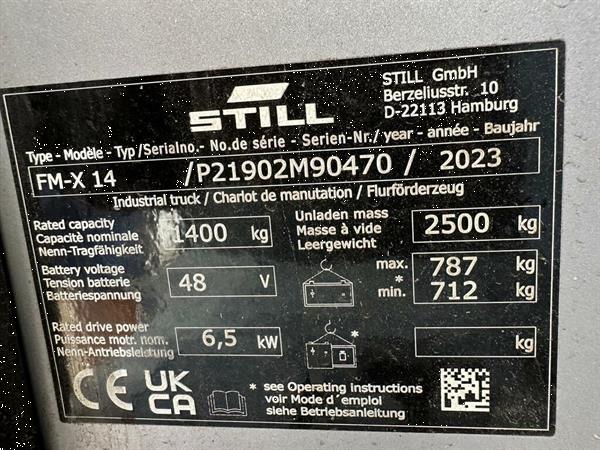 STILL
STILL GmbH
Berzeliusstr. 10
D-22113 Hamburg
Type - Modèle - Typ /Serialno.- No.de série - Serien-Nr./ year - année - Baujahr
FM-X 14 /P21902M90470 / 2023
Industrial truck / Chariot de manutation / Flurförderzeug
Rated capacity
Capacitè nominale
Nenn-Tragfähigkeit
1400 kg
Unladen mass
Masse à vide
Leergewicht
2500 kg
Battery voltage
Tension batterie
Batteriespannung
48 V
max. 787 kg
* min. 712 kg
Rated drive power
Puissance motr. nom.
Nenn-Antriebsleistung
6,5 kW
* kg
CE UK
CA
* see Operating instructions
voir Mode d'emploi
siehe Betriebsanleitung